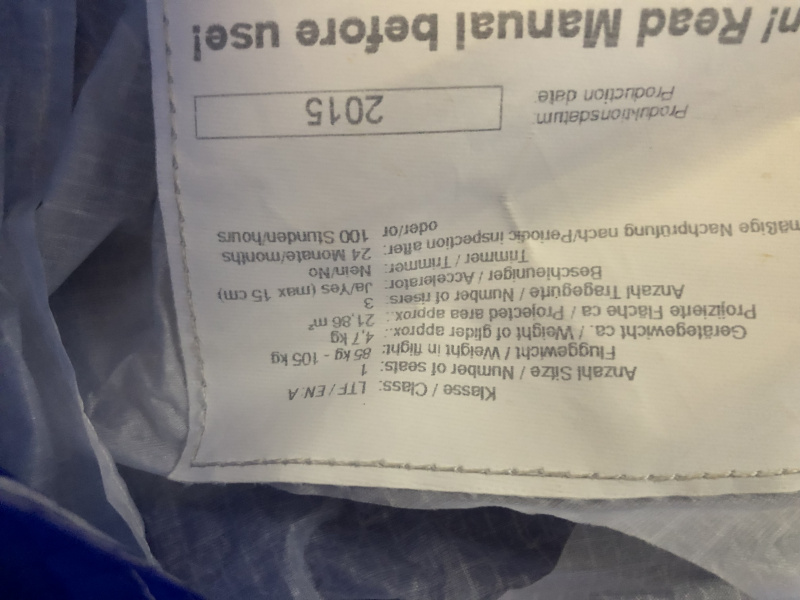 Klasse / Class: LTF / EN: A
Anzahl Sitze / Number of seats: 1
Fluggewicht / Weight in flight: 85 kg - 105 kg
Gerätegewicht ca. / Weight of glider approx.: 4,7 kg
Projizierte Fläche ca / Projected area approx.: 21,86 m²
Anzahl Tragegurte / Number of risers: 3
Beschleuniger / Accelerator: Ja/Yes (max 15 cm)
Trimmer / Trimmer: Nein/No
Nachprüfung nach/Periodic inspection after: 24 Monate/months
oder/or 100 Stunden/hours
Produktionsdatum:
Production date: 2015
! Read Manual before use!